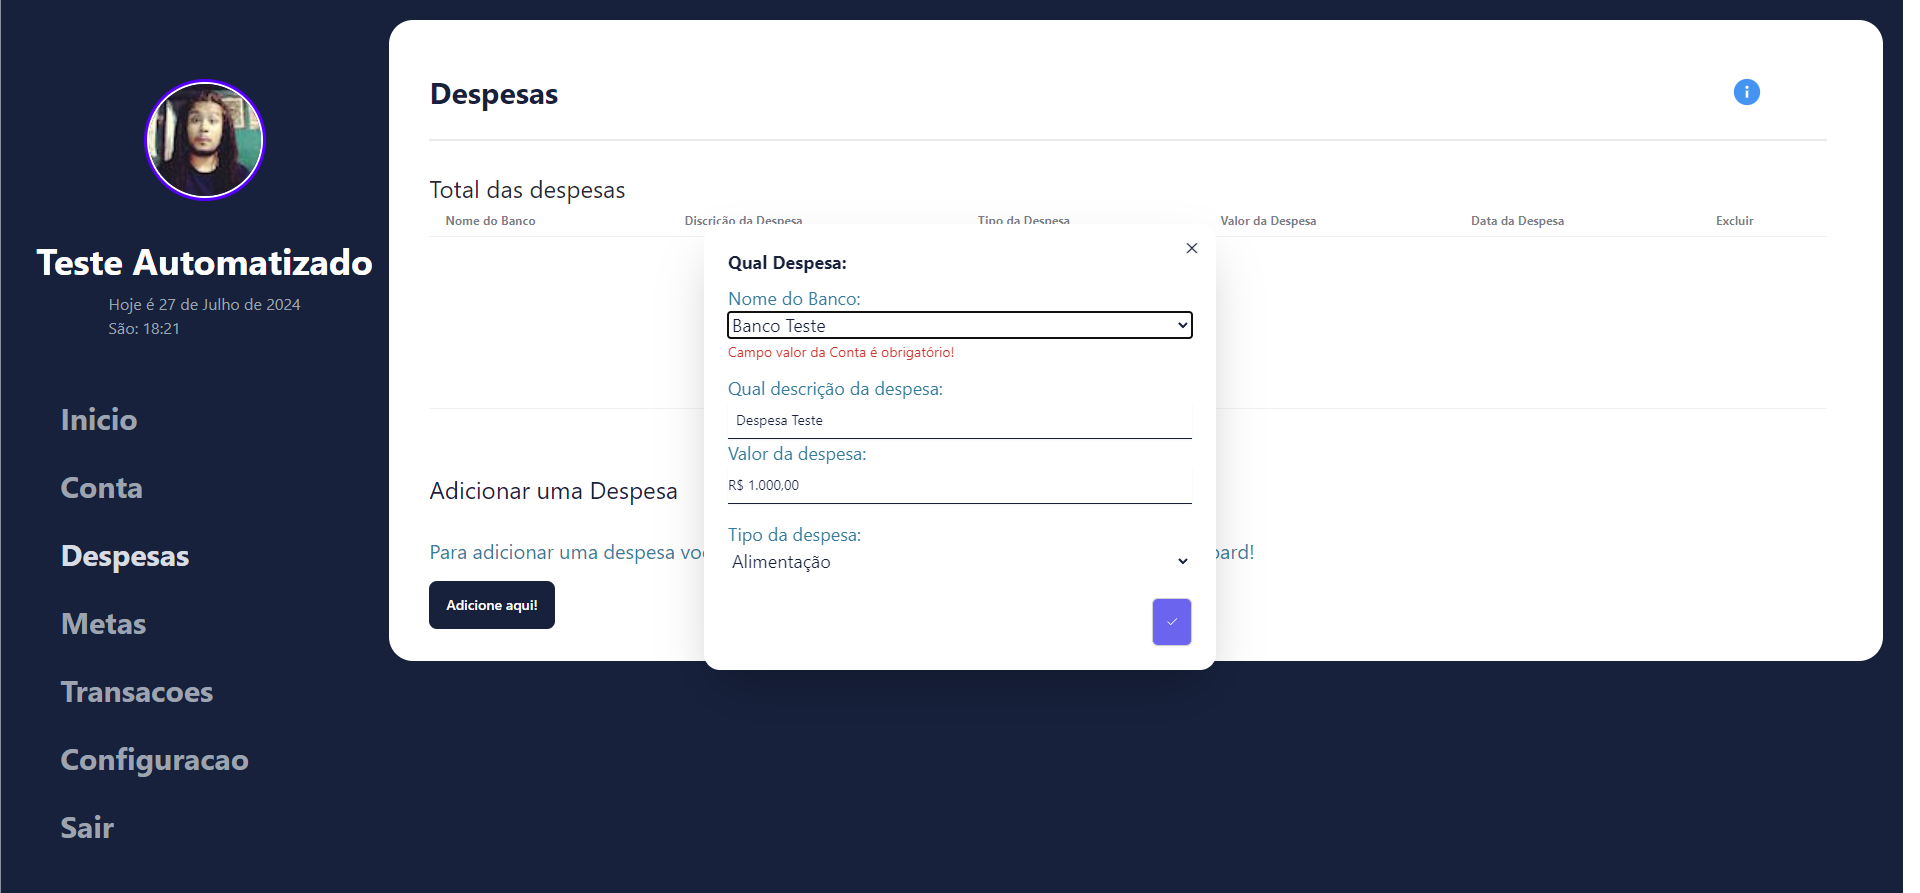 Teste Automatizado
Hoje é 27 de Julho de 2024
São: 18:21
Inicio
Conta
Despesas
Metas
Transacoes
Configuracao
Sair
Despesas
Total das despesas
Nome do Banco Discrição da Despesa Tipo da Despesa Valor da Despesa Data da Despesa Excluir
Qual Despesa:
Nome do Banco:
Banco Teste
Campo valor da Conta é obrigatório!
Qual descrição da despesa:
Despesa Teste
Valor da despesa:
R$ 1.000,00
Tipo da despesa:
Alimentação
Adicionar uma Despesa
Para adicionar uma despesa
Adicione aqui!